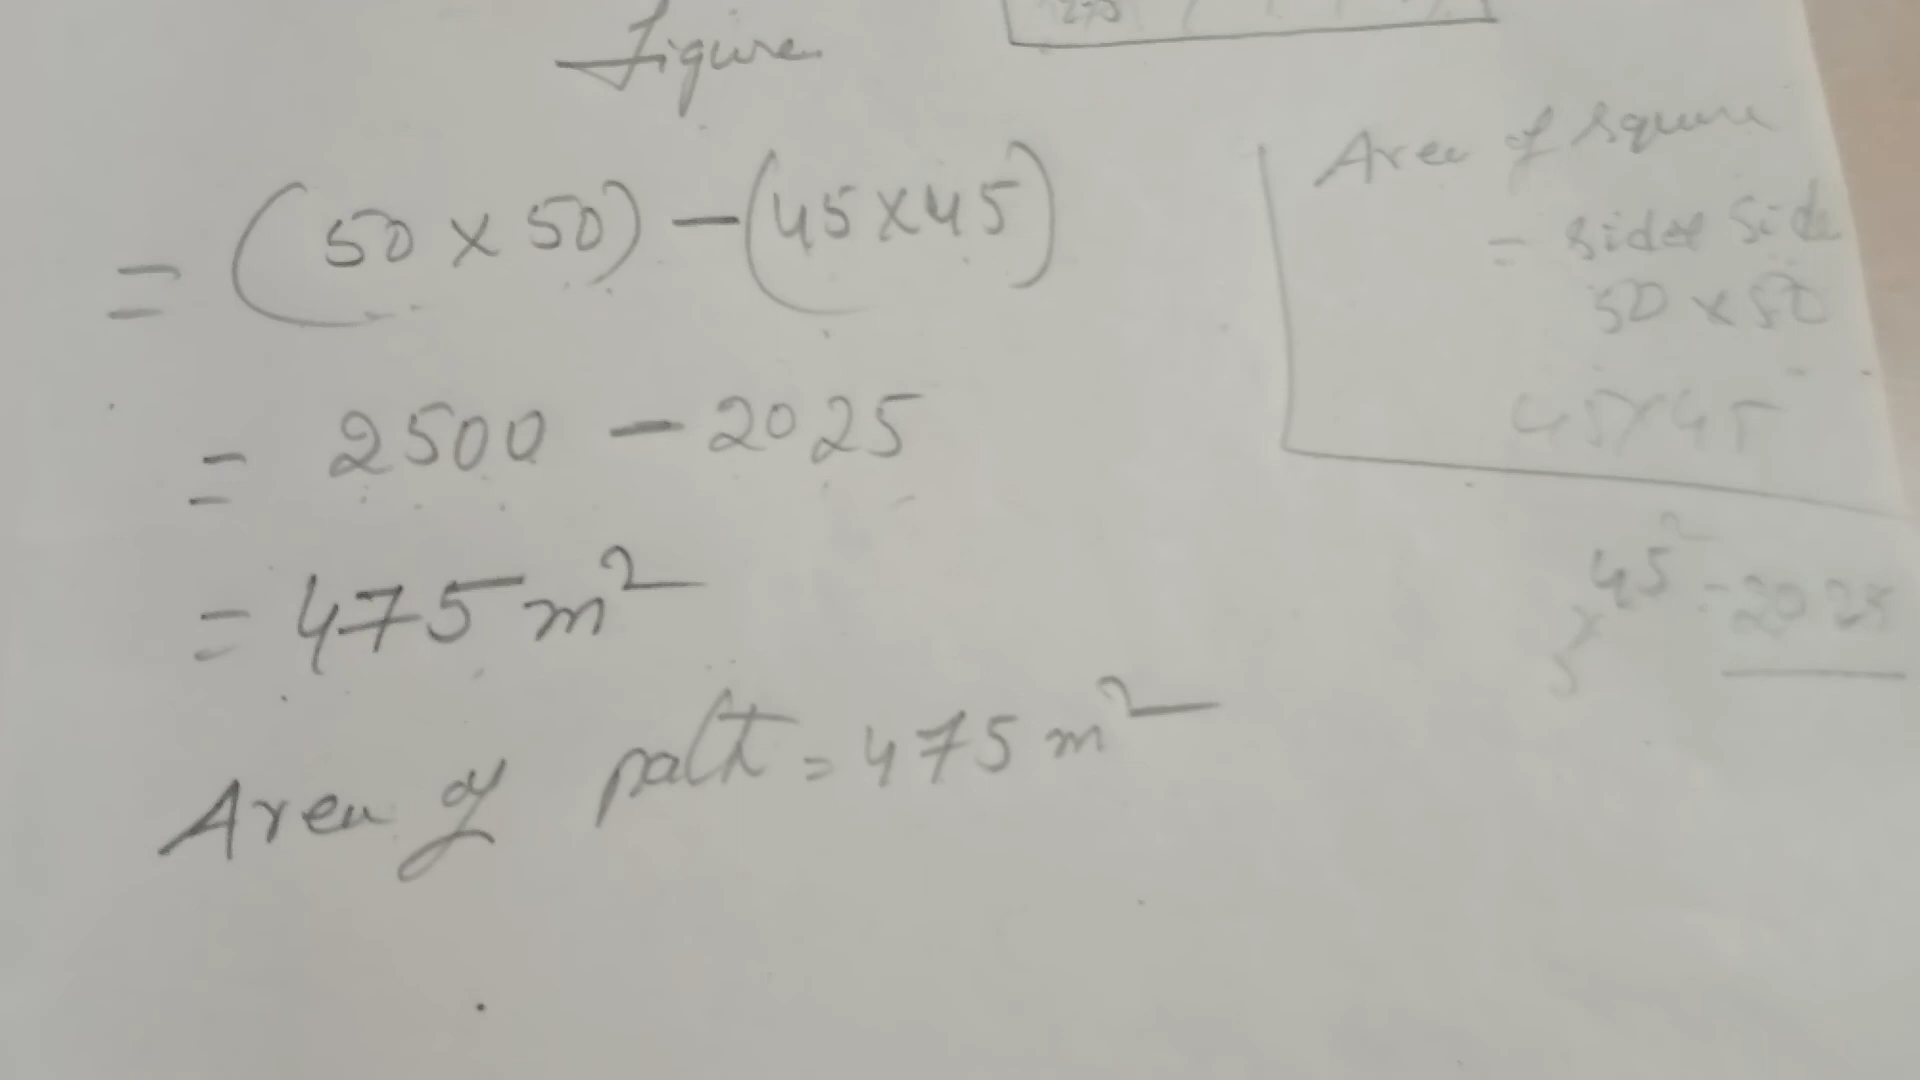 Figure
= (50 x 50) - (45 x 45)
= 2500 - 2025
= 475 m²
Area of path = 475 m²
Area of square
= side x side
50 x 50
45 x 45
45² = 2025